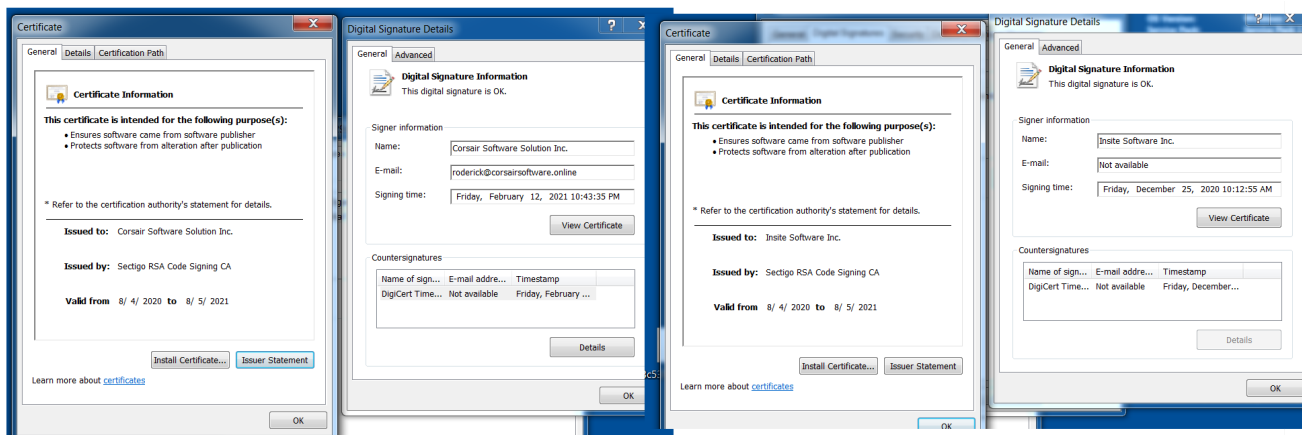 Certificate
General Details Certification Path
Certificate Information
This certificate is intended for the following purpose(s):
• Ensures software came from software publisher
• Protects software from alteration after publication
* Refer to the certification authority's statement for details.
Issued to: Corsair Software Solution Inc.
Issued by: Sectigo RSA Code Signing CA
Valid from 8/ 4/ 2020 to 8/ 5/ 2021
Install Certificate... Issuer Statement
Learn more about certificates
OK
Digital Signature Details
General Advanced
Digital Signature Information
This digital signature is OK.
Signer information
Name: Corsair Software Solution Inc.
E-mail: roderick@corsairsoftware.online
Signing time: Friday, February 12, 2021 10:43:35 PM
View Certificate
Countersignatures
Name of sign... E-mail addre... Timestamp
DigiCert Time... Not available Friday, February ...
Details
OK
Certificate
General Details Certification Path
Certificate Information
This certificate is intended for the following purpose(s):
• Ensures software came from software publisher
• Protects software from alteration after publication
* Refer to the certification authority's statement for details.
Issued to: Insite Software Inc.
Issued by: Sectigo RSA Code Signing CA
Valid from 8/ 4/ 2020 to 8/ 5/ 2021
Install Certificate... Issuer Statement
Learn more about certificates
OK
Digital Signature Details
General Advanced
Digital Signature Information
This digital signature is OK.
Signer information
Name: Insite Software Inc.
E-mail: Not available
Signing time: Friday, December 25, 2020 10:12:55 AM
View Certificate
Countersignatures
Name of sign... E-mail addre... Timestamp
DigiCert Time... Not available Friday, December...
Details
OK